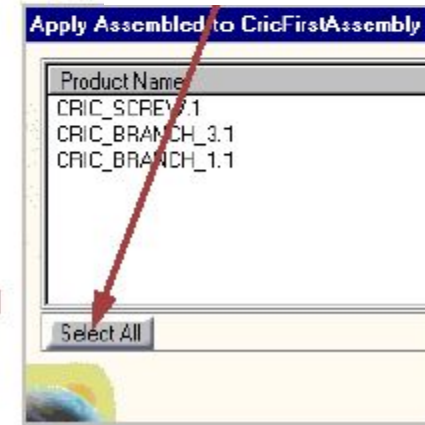 Apply Assembled to CricFirstAssembly
Product Name
CRIC_SCREW.1
CRIC_BRANCH_3.1
CRIC_BRANCH_1.1
Select All